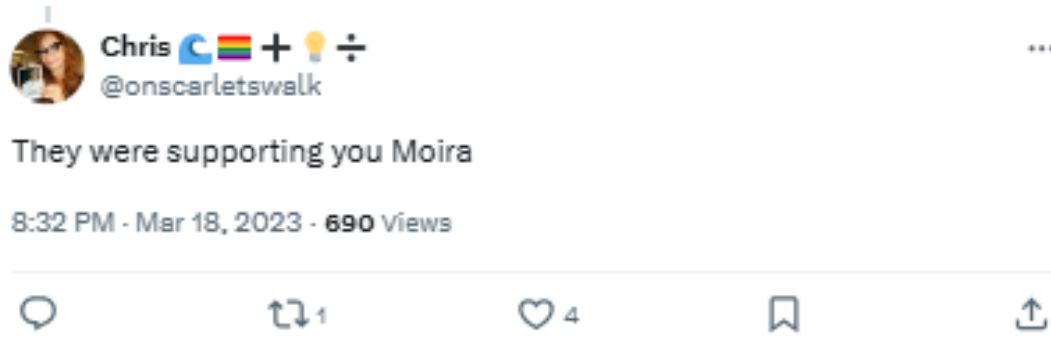 Chris 🌊🏳️‍🌈➕💡➗
@onscarletswalk
They were supporting you Moira
8:32 PM · Mar 18, 2023 · 690 Views
1
4